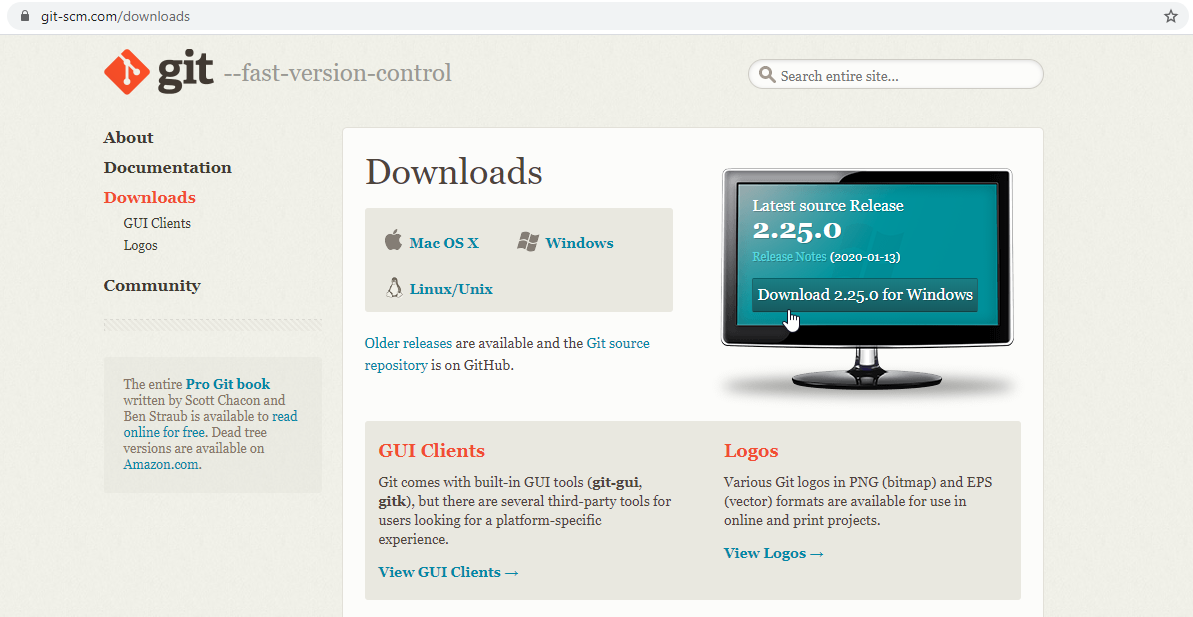 git-scm.com/downloads
git --fast-version-control
Search entire site...
About
Documentation
Downloads
GUI Clients
Logos
Community
The entire Pro Git book
written by Scott Chacon and
Ben Straub is available to read
online for free. Dead tree
versions are available on
Amazon.com.
Downloads
Mac OS X
Windows
Linux/Unix
Older releases are available and the Git source
repository is on GitHub.
Latest source Release
2.25.0
Release Notes (2020-01-13)
Download 2.25.0 for Windows
GUI Clients
Git comes with built-in GUI tools (git-gui,
gitk), but there are several third-party tools for
users looking for a platform-specific
experience.
View GUI Clients →
Logos
Various Git logos in PNG (bitmap) and EPS
(vector) formats are available for use in
online and print projects.
View Logos →